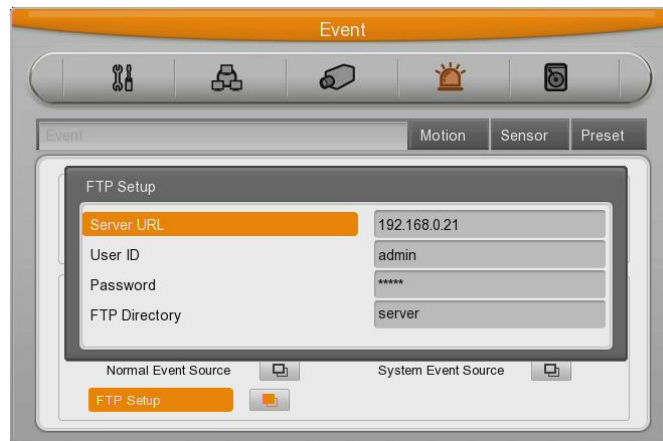 Event
Event
Motion
Sensor
Preset
FTP Setup
Server URL
192.168.0.21
User ID
admin
Password
*****
FTP Directory
server
Normal Event Source
System Event Source
FTP Setup